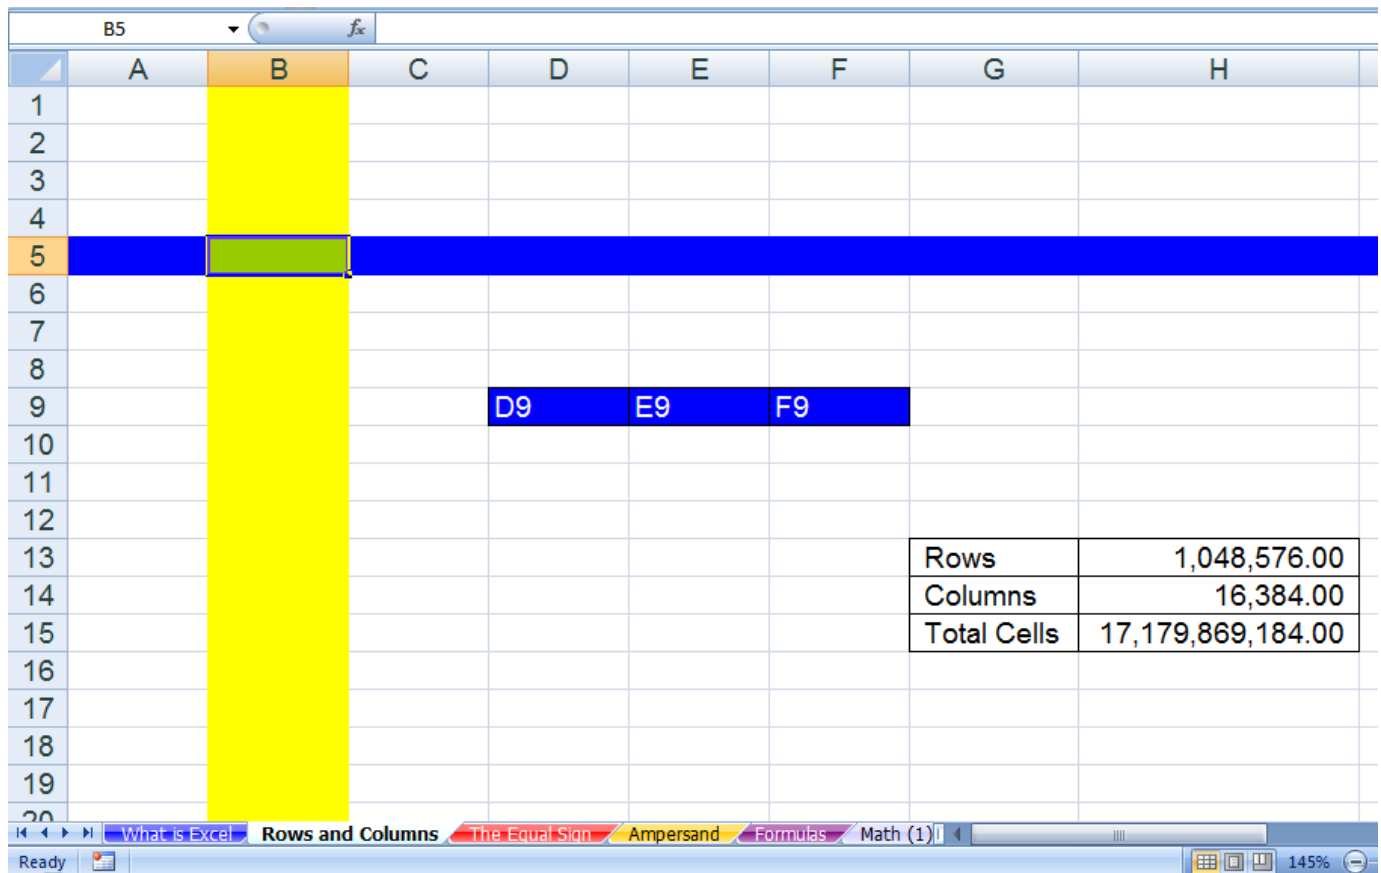 B5 fx
A B C D E F G H
1
2
3
4
5
6
7
8
9 D9 E9 F9
10
11
12
13 Rows 1,048,576.00
14 Columns 16,384.00
15 Total Cells 17,179,869,184.00
16
17
18
19
20
What is Excel Rows and Columns The Equal Sign Ampersand Formulas Math (1)
Ready 145%